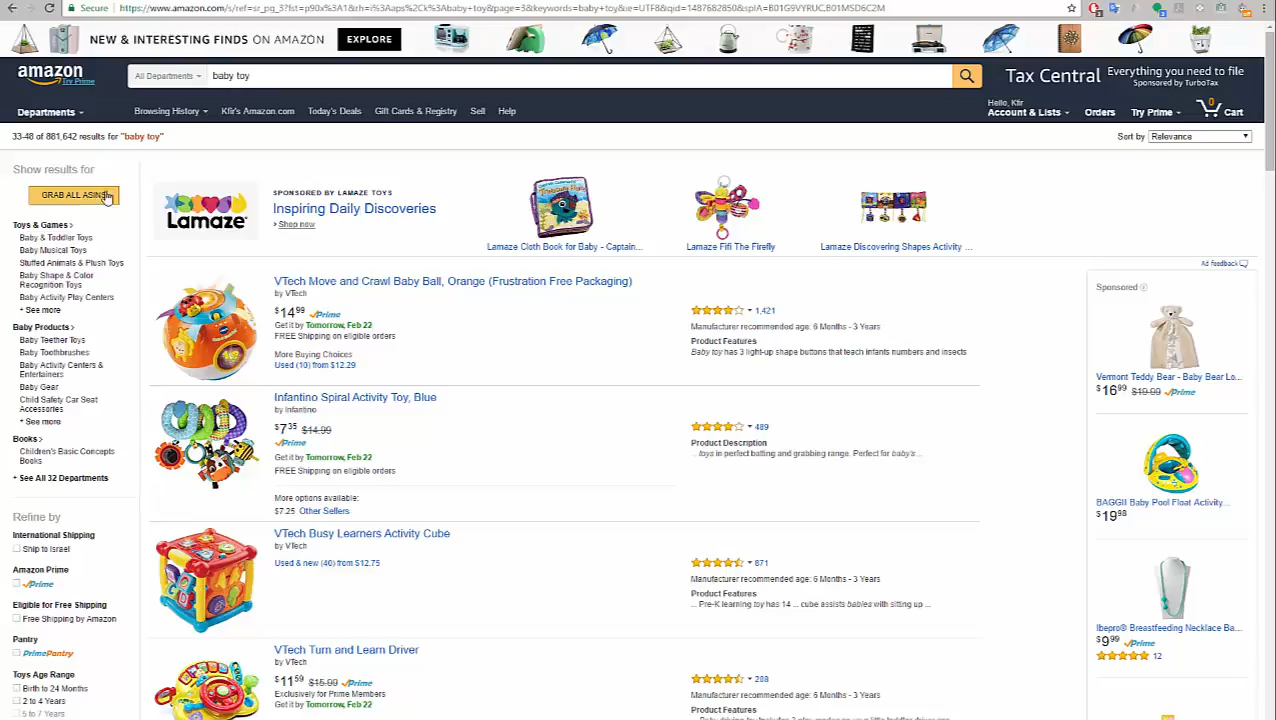 Secure
https://www.amazon.com/s/ref=sr_pg_3?fst=p90x%3A1&rh=i%3Aaps%2Ck%3Ababy+toy&page=3&keywords=baby+toy&ie=UTF8&qid=1487682850&spIA=B01G9VYRUC,B01MSD6C2M
NEW & INTERESTING FINDS ON AMAZON
EXPLORE
amazon
Try Prime
All Departments
baby toy
Tax Central
Everything you need to file
Sponsored by TurboTax
Departments
Browsing History
Kfir's Amazon.com
Today's Deals
Gift Cards & Registry
Sell
Help
Hello, Kfir
Account & Lists
Orders
Try Prime
0
Cart
33-48 of 881,642 results for "baby toy"
Sort by
Relevance
Show results for
GRAB ALL ASINS
Toys & Games
Baby & Toddler Toys
Baby Musical Toys
Stuffed Animals & Plush Toys
Baby Shape & Color
Recognition Toys
Baby Activity Play Centers
+ See more
Baby Products
Baby Teether Toys
Baby Toothbrushes
Baby Activity Centers &
Entertainers
Baby Gear
Child Safety Car Seat
Accessories
+ See more
Books
Children's Basic Concepts
Books
+ See All 32 Departments
Refine by
International Shipping
Ship to Israel
Amazon Prime
Prime
Eligible for Free Shipping
Free Shipping by Amazon
Pantry
PrimePantry
Toys Age Range
Birth to 24 Months
2 to 4 Years
5 to 7 Years
Lamaze
SPONSORED BY LAMAZE TOYS
Inspiring Daily Discoveries
Shop now
Lamaze Cloth Book for Baby - Captain...
Lamaze Fifi The Firefly
Lamaze Discovering Shapes Activity ...
Ad feedback
VTech Move and Crawl Baby Ball, Orange (Frustration Free Packaging)
by VTech
$14.99 Prime
Get it by Tomorrow, Feb 22
FREE Shipping on eligible orders
More Buying Choices
Used (10) from $12.29
1,421
Manufacturer recommended age: 6 Months - 3 Years
Product Features
Baby toy has 3 light-up shape buttons that teach infants numbers and insects
Infantino Spiral Activity Toy, Blue
by Infantino
$7.35 $14.99
Prime
Get it by Tomorrow, Feb 22
FREE Shipping on eligible orders
More options available:
$7.25 Other Sellers
489
Product Description
... toys in perfect batting and grabbing range. Perfect for baby's ...
VTech Busy Learners Activity Cube
by VTech
Used & new (46) from $12.75
871
Manufacturer recommended age: 6 Months - 3 Years
Product Features
... Pre-K learning toy has 14 ... cube assists babies with sitting up ...
VTech Turn and Learn Driver
by VTech
$11.59 $15.99 Prime
Exclusively for Prime Members
Get it by Tomorrow, Feb 22
Manufacturer recommended age: 6 Months - 3 Years
Product Features
Sponsored
Vermont Teddy Bear - Baby Bear Lo...
$16.99 $19.99 Prime
BAGGII Baby Pool Float Activity...
$19.98
Ibepro® Breastfeeding Necklace Ba...
$9.99 Prime
12